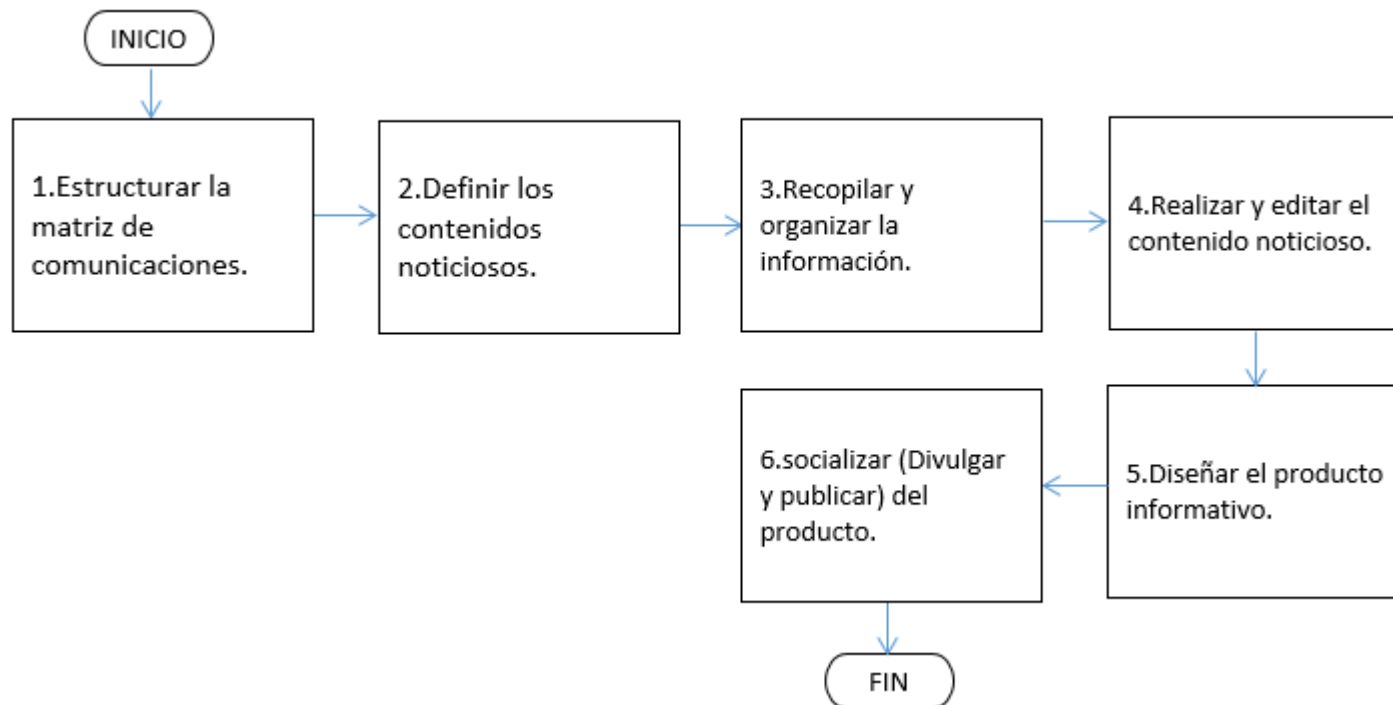 INICIO
1.Estructurar la
matriz de
comunicaciones.
2.Definir los
contenidos
noticiosos.
3.Recopilar y
organizar la
información.
4.Realizar y editar el
contenido noticioso.
5.Diseñar el producto
informativo.
6.socializar (Divulgar
y publicar) del
producto.
FIN